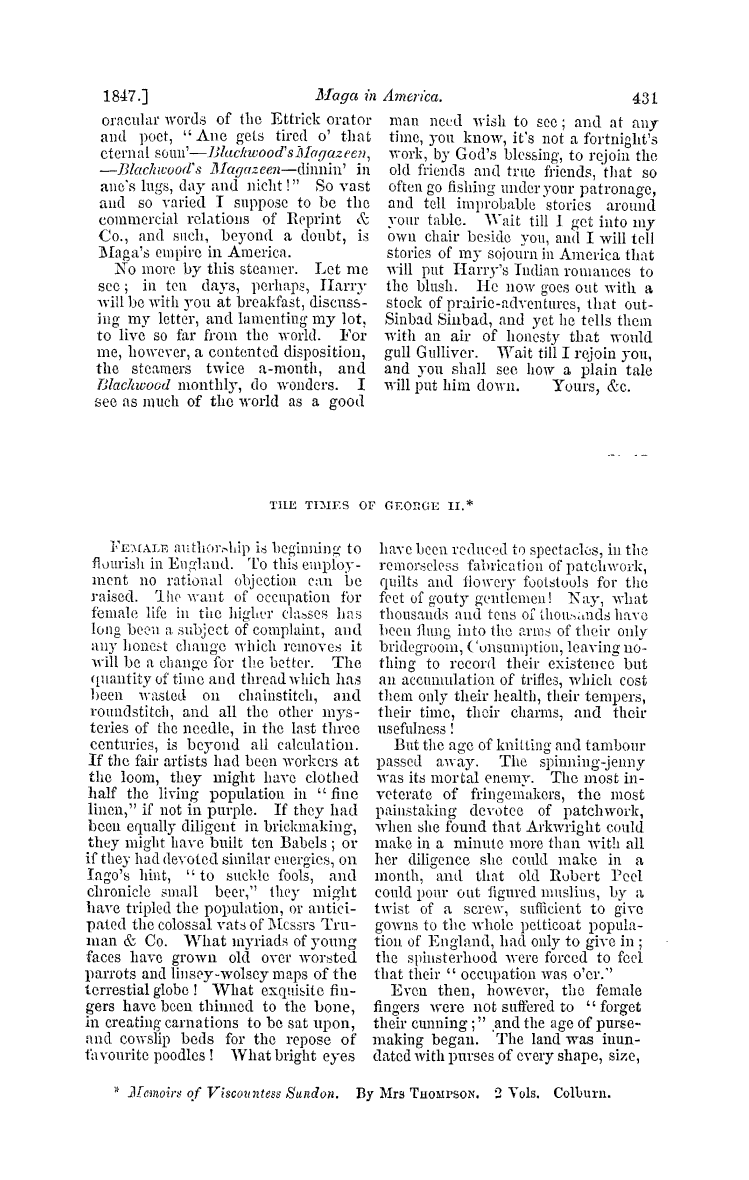 1847.] Maga in America. 431
oracular words of the Ettrick orator
and poet, “Ane gets tired o' that
eternal soun'—Blackwood's Magazeen,
—Blackwood's Magazeen—dinnin' in
ane's lugs, day and nicht!” So vast
and so varied I suppose to be the
commercial relations of Reprint &
Co., and such, beyond a doubt, is
Maga's empire in America.
No more by this steamer. Let me
see; in ten days, perhaps, Harry
will be with you at breakfast, discuss-
ing my letter, and lamenting my lot,
to live so far from the world. For
me, however, a contented disposition,
the steamers twice a-month, and
Blackwood monthly, do wonders. I
see as much of the world as a good
man need wish to see; and at any
time, you know, it's not a fortnight's
work, by God's blessing, to rejoin the
old friends and true friends, that so
often go fishing under your patronage,
and tell improbable stories around
your table. Wait till I get into my
own chair beside you, and I will tell
stories of my sojourn in America that
will put Harry's Indian romances to
the blush. He now goes out with a
stock of prairie-adventures, that out-
Sinbad Sinbad, and yet he tells them
with an air of honesty that would
gull Gulliver. Wait till I rejoin you,
and you shall see how a plain tale
will put him down. Yours, &c.
THE TIMES OF GEORGE II.*
FEMALE authorship is beginning to
flourish in England. To this employ-
ment no rational objection can be
raised. The want of occupation for
female life in the higher classes has
long been a subject of complaint, and
any honest change which removes it
will be a change for the better. The
quantity of time and thread which has
been wasted on chainstitch, and
roundstitch, and all the other mys-
teries of the needle, in the last three
centuries, is beyond all calculation.
If the fair artists had been workers at
the loom, they might have clothed
half the living population in “fine
linen,” if not in purple. If they had
been equally diligent in brickmaking,
they might have built ten Babels; or
if they had devoted similar energies, on
Iago's hint, “to suckle fools, and
chronicle small beer,” they might
have tripled the population, or antici-
pated the colossal vats of Messrs Tru-
man & Co. What myriads of young
faces have grown old over worsted
parrots and linsey-wolsey maps of the
terrestial globe! What exquisite fin-
gers have been thinned to the bone,
in creating carnations to be sat upon,
and cowslip beds for the repose of
favourite poodles! What bright eyes
have been reduced to spectacles, in the
remorseless fabrication of patchwork,
quilts and flowery footstools for the
feet of gouty gentlemen! Nay, what
thousands and tens of thousands have
been flung into the arms of their only
bridegroom, Consumption, leaving no-
thing to record their existence but
an accumulation of trifles, which cost
them only their health, their tempers,
their time, their charms, and their
usefulness!
But the age of knitting and tambour
passed away. The spinning-jenny
was its mortal enemy. The most in-
veterate of fringemakers, the most
painstaking devotee of patchwork,
when she found that Arkwright could
make in a minute more than with all
her diligence she could make in a
month, and that old Robert Peel
could pour out figured muslins, by a
twist of a screw, sufficient to give
gowns to the whole petticoat popula-
tion of England, had only to give in;
the spinsterhood were forced to feel
that their “occupation was o'er.”
Even then, however, the female
fingers were not suffered to “forget
their cunning;” and the age of purse-
making began. The land was inun-
dated with purses of every shape, size,
* Memoirs of Viscountess Sundon. By Mrs THOMPSON. 2 Vols. Colburn.